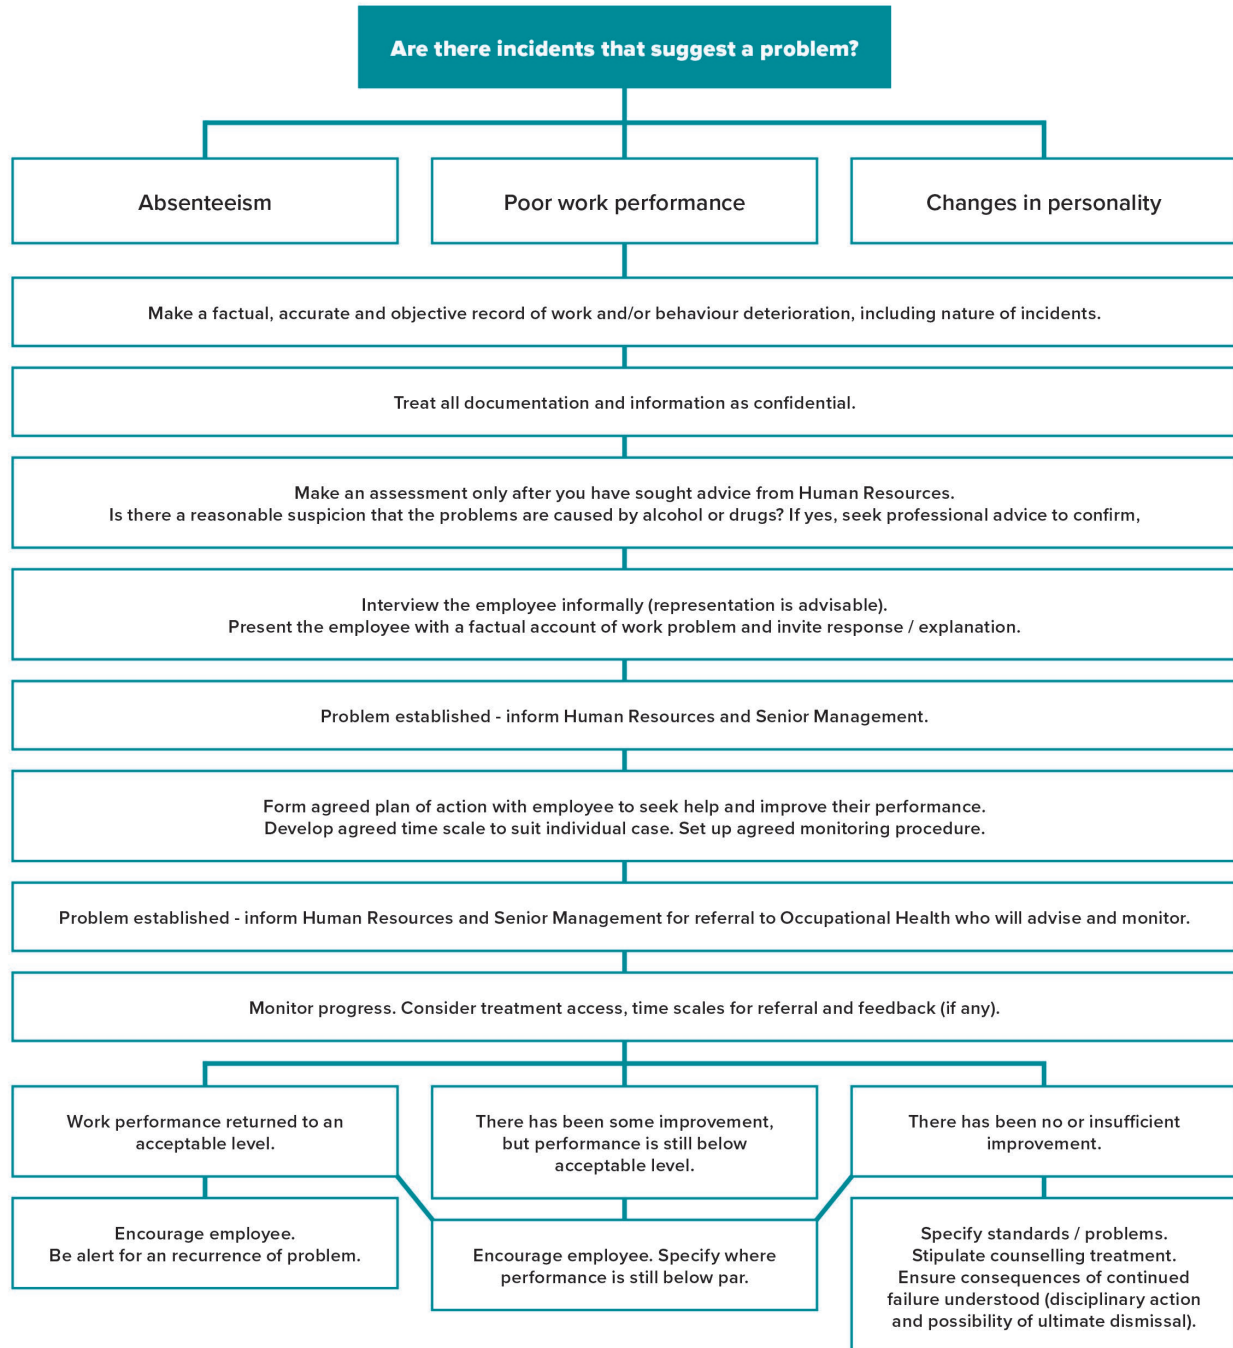 Are there incidents that suggest a problem?
Absenteeism
Poor work performance
Changes in personality
Make a factual, accurate and objective record of work and/or behaviour deterioration, including nature of incidents.
Treat all documentation and information as confidential.
Make an assessment only after you have sought advice from Human Resources.
Is there a reasonable suspicion that the problems are caused by alcohol or drugs? If yes, seek professional advice to confirm,
Interview the employee informally (representation is advisable).
Present the employee with a factual account of work problem and invite response / explanation.
Problem established - inform Human Resources and Senior Management.
Form agreed plan of action with employee to seek help and improve their performance.
Develop agreed time scale to suit individual case. Set up agreed monitoring procedure.
Problem established - inform Human Resources and Senior Management for referral to Occupational Health who will advise and monitor.
Monitor progress. Consider treatment access, time scales for referral and feedback (if any).
Work performance returned to an
acceptable level.
There has been some improvement,
but performance is still below
acceptable level.
There has been no or insufficient
improvement.
Encourage employee.
Be alert for an recurrence of problem.
Encourage employee. Specify where
performance is still below par.
Specify standards / problems.
Stipulate counselling treatment.
Ensure consequences of continued
failure understood (disciplinary action
and possibility of ultimate dismissal).